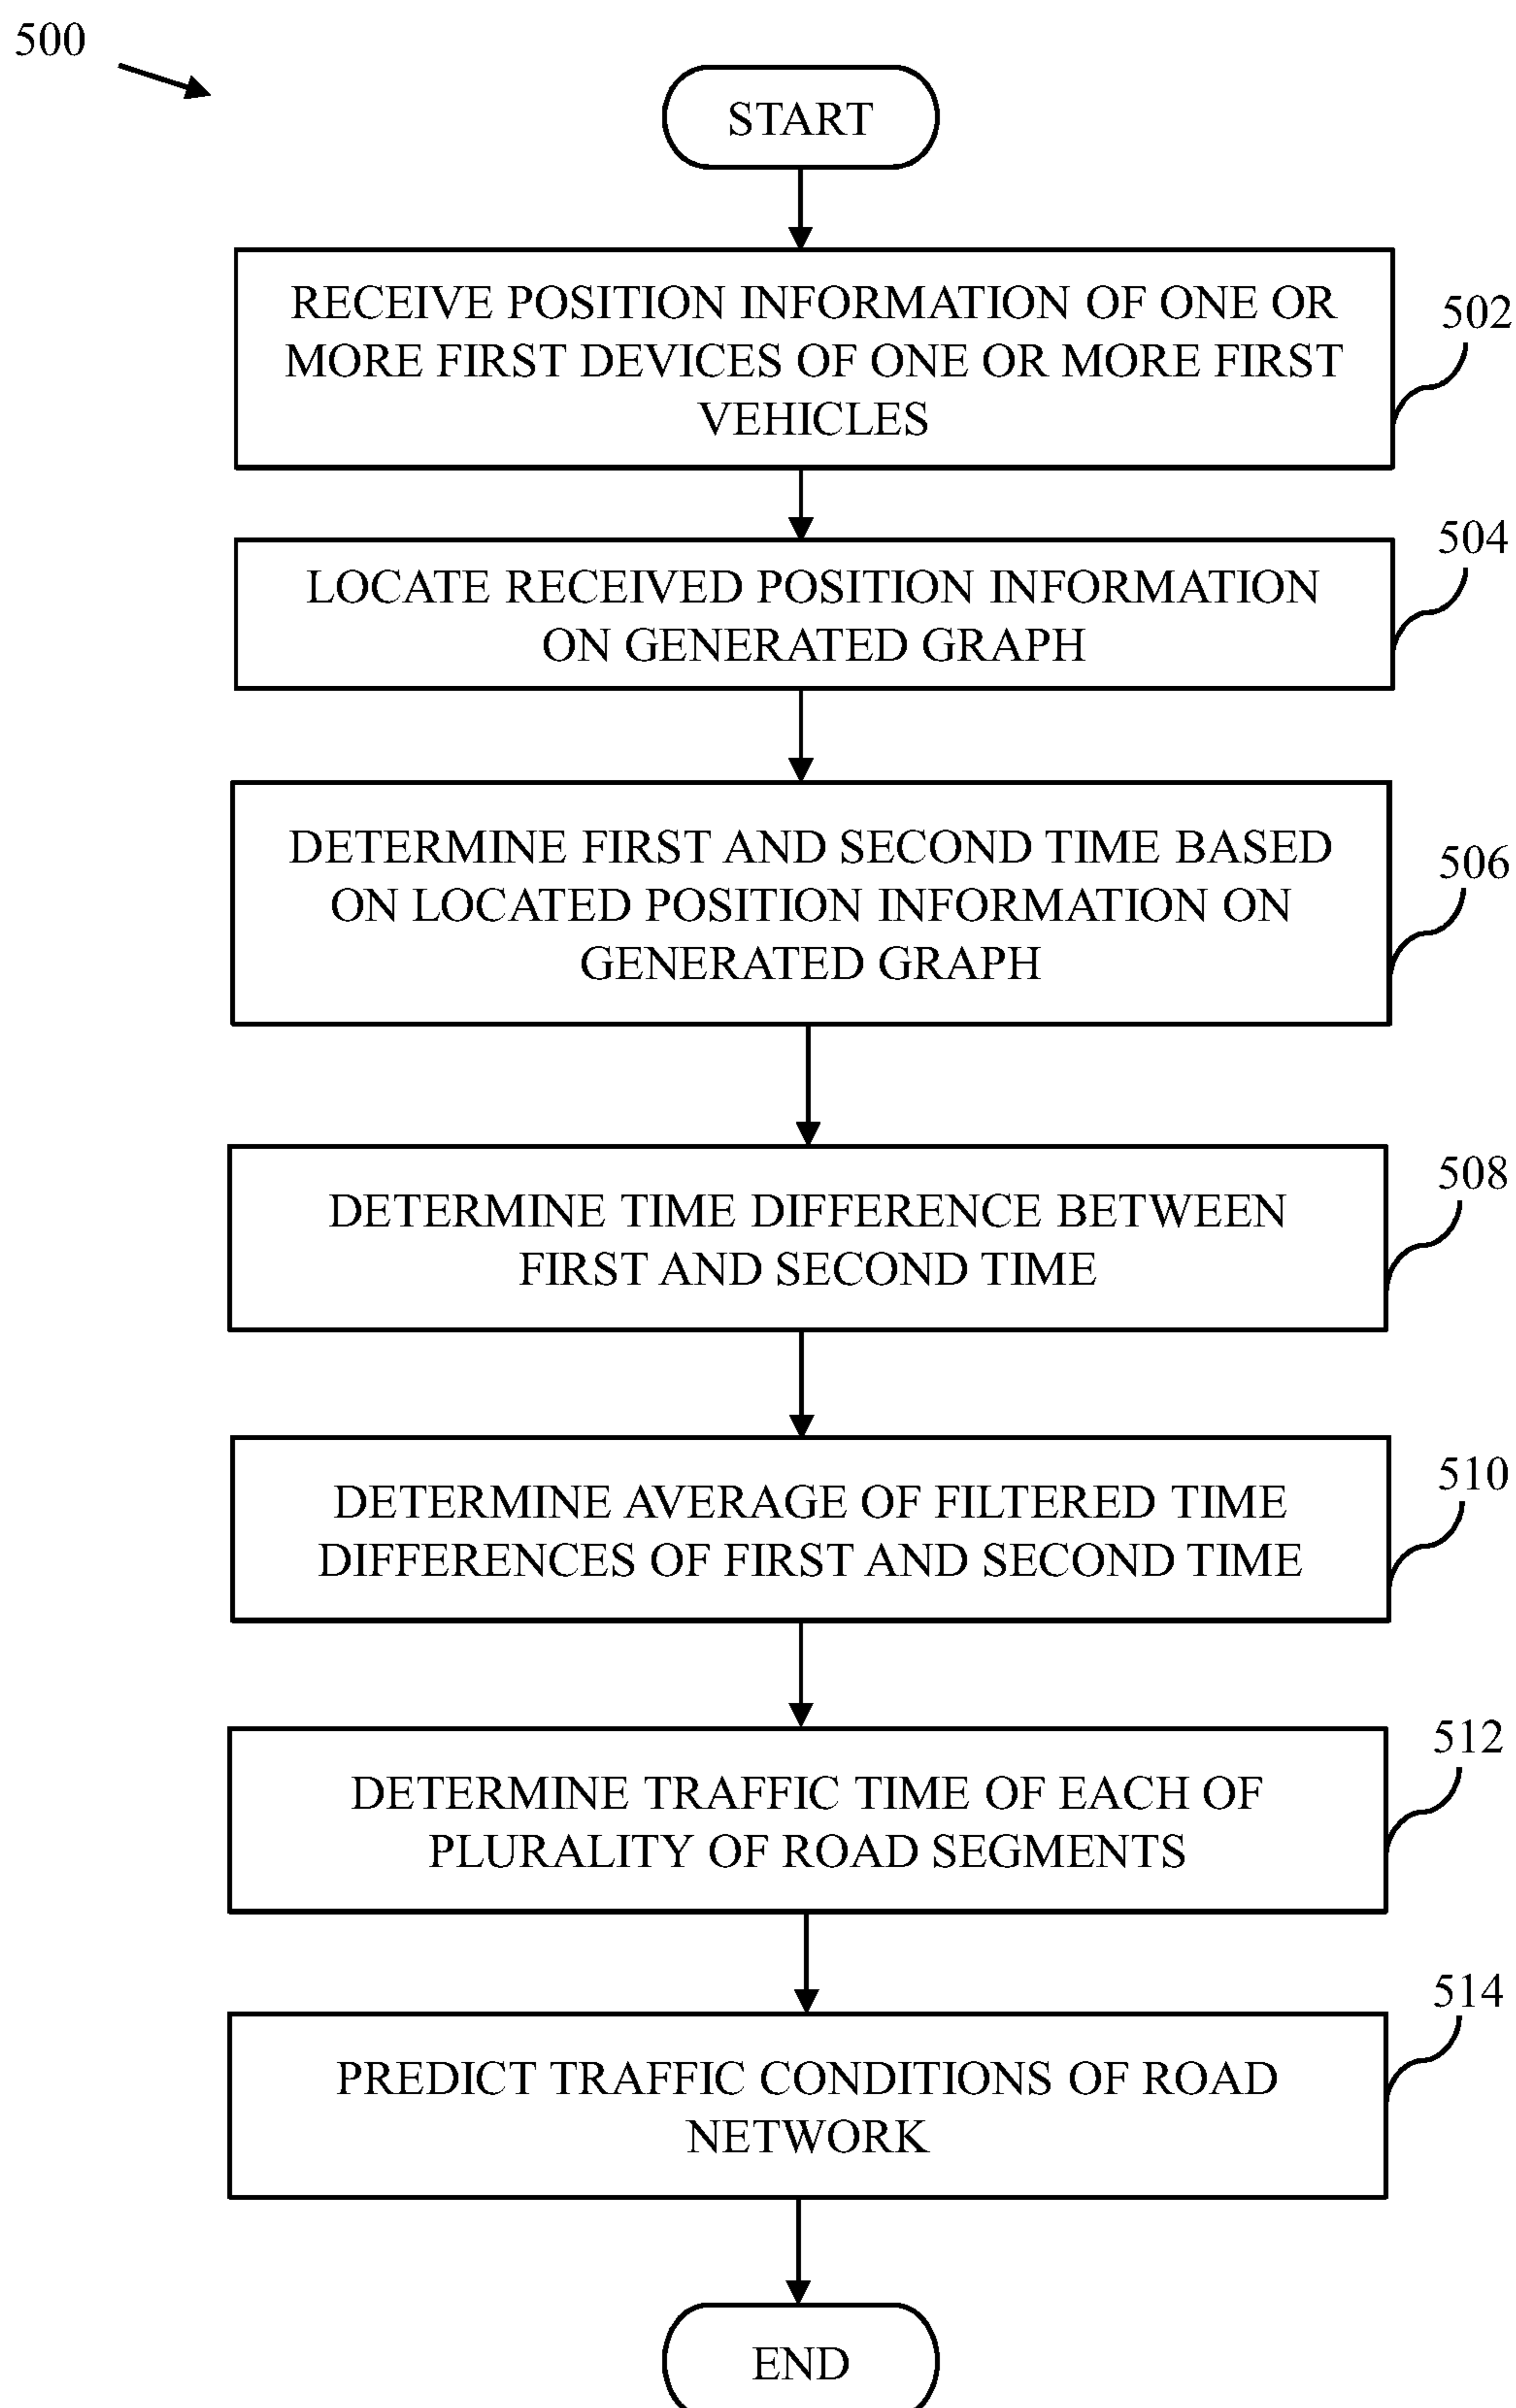 500
START
RECEIVE POSITION INFORMATION OF ONE OR
MORE FIRST DEVICES OF ONE OR MORE FIRST
VEHICLES
502
LOCATE RECEIVED POSITION INFORMATION
ON GENERATED GRAPH
504
DETERMINE FIRST AND SECOND TIME BASED
ON LOCATED POSITION INFORMATION ON
GENERATED GRAPH
506
DETERMINE TIME DIFFERENCE BETWEEN
FIRST AND SECOND TIME
508
DETERMINE AVERAGE OF FILTERED TIME
DIFFERENCES OF FIRST AND SECOND TIME
510
DETERMINE TRAFFIC TIME OF EACH OF
PLURALITY OF ROAD SEGMENTS
512
PREDICT TRAFFIC CONDITIONS OF ROAD
NETWORK
514
END